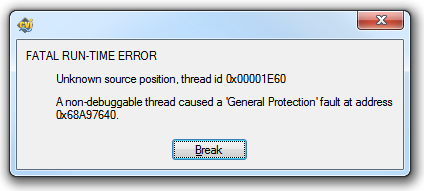 FATAL RUN-TIME ERROR
Unknown source position, thread id 0x00001E60
A non-debuggable thread caused a 'General Protection' fault at address
0x68A97640.
Break